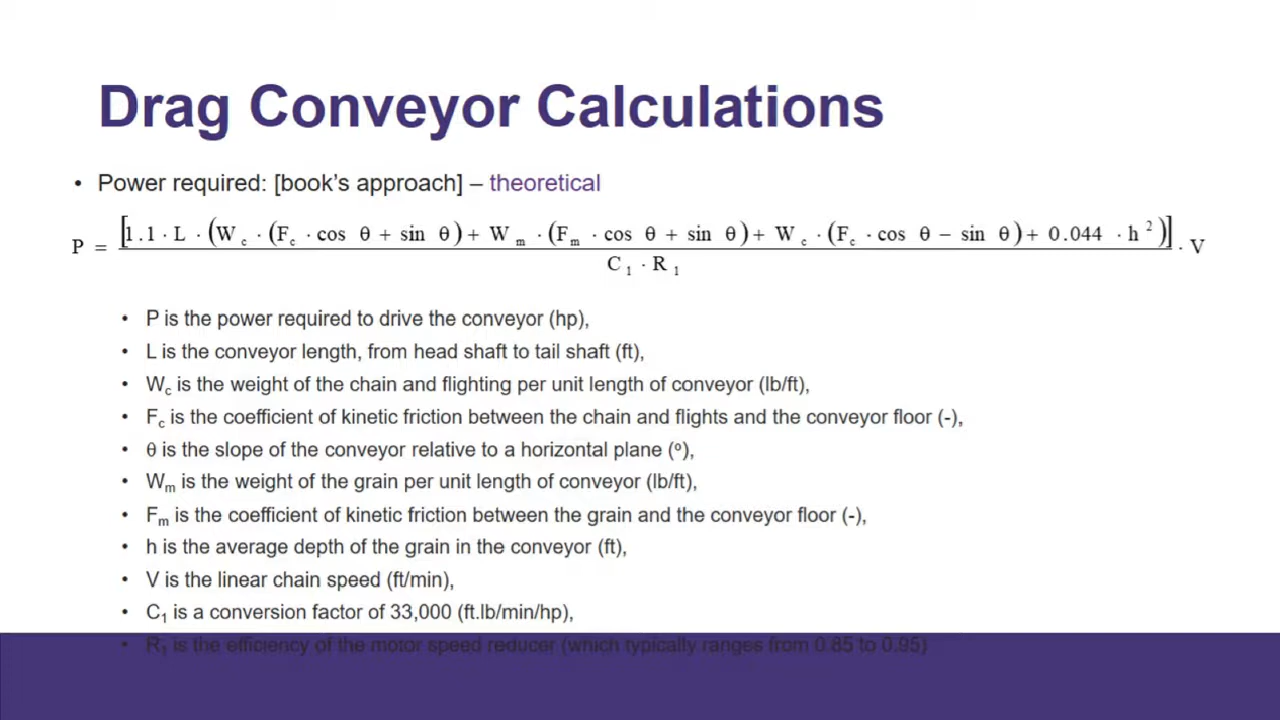 Drag Conveyor Calculations
• Power required: [book's approach] – theoretical
P = [1.1 · L · (W_c · (F_c · cos θ + sin θ) + W_m · (F_m · cos θ + sin θ) + W_c · (F_c · cos θ − sin θ) + 0.044 · h²)] / (C₁ · R₁) · V
• P is the power required to drive the conveyor (hp),
• L is the conveyor length, from head shaft to tail shaft (ft),
• W_c is the weight of the chain and flighting per unit length of conveyor (lb/ft),
• F_c is the coefficient of kinetic friction between the chain and flights and the conveyor floor (-),
• θ is the slope of the conveyor relative to a horizontal plane (º),
• W_m is the weight of the grain per unit length of conveyor (lb/ft),
• F_m is the coefficient of kinetic friction between the grain and the conveyor floor (-),
• h is the average depth of the grain in the conveyor (ft),
• V is the linear chain speed (ft/min),
• C₁ is a conversion factor of 33,000 (ft.lb/min/hp),
• R₁ is the efficiency of the motor speed reducer (which typically ranges from 0.85 to 0.95)